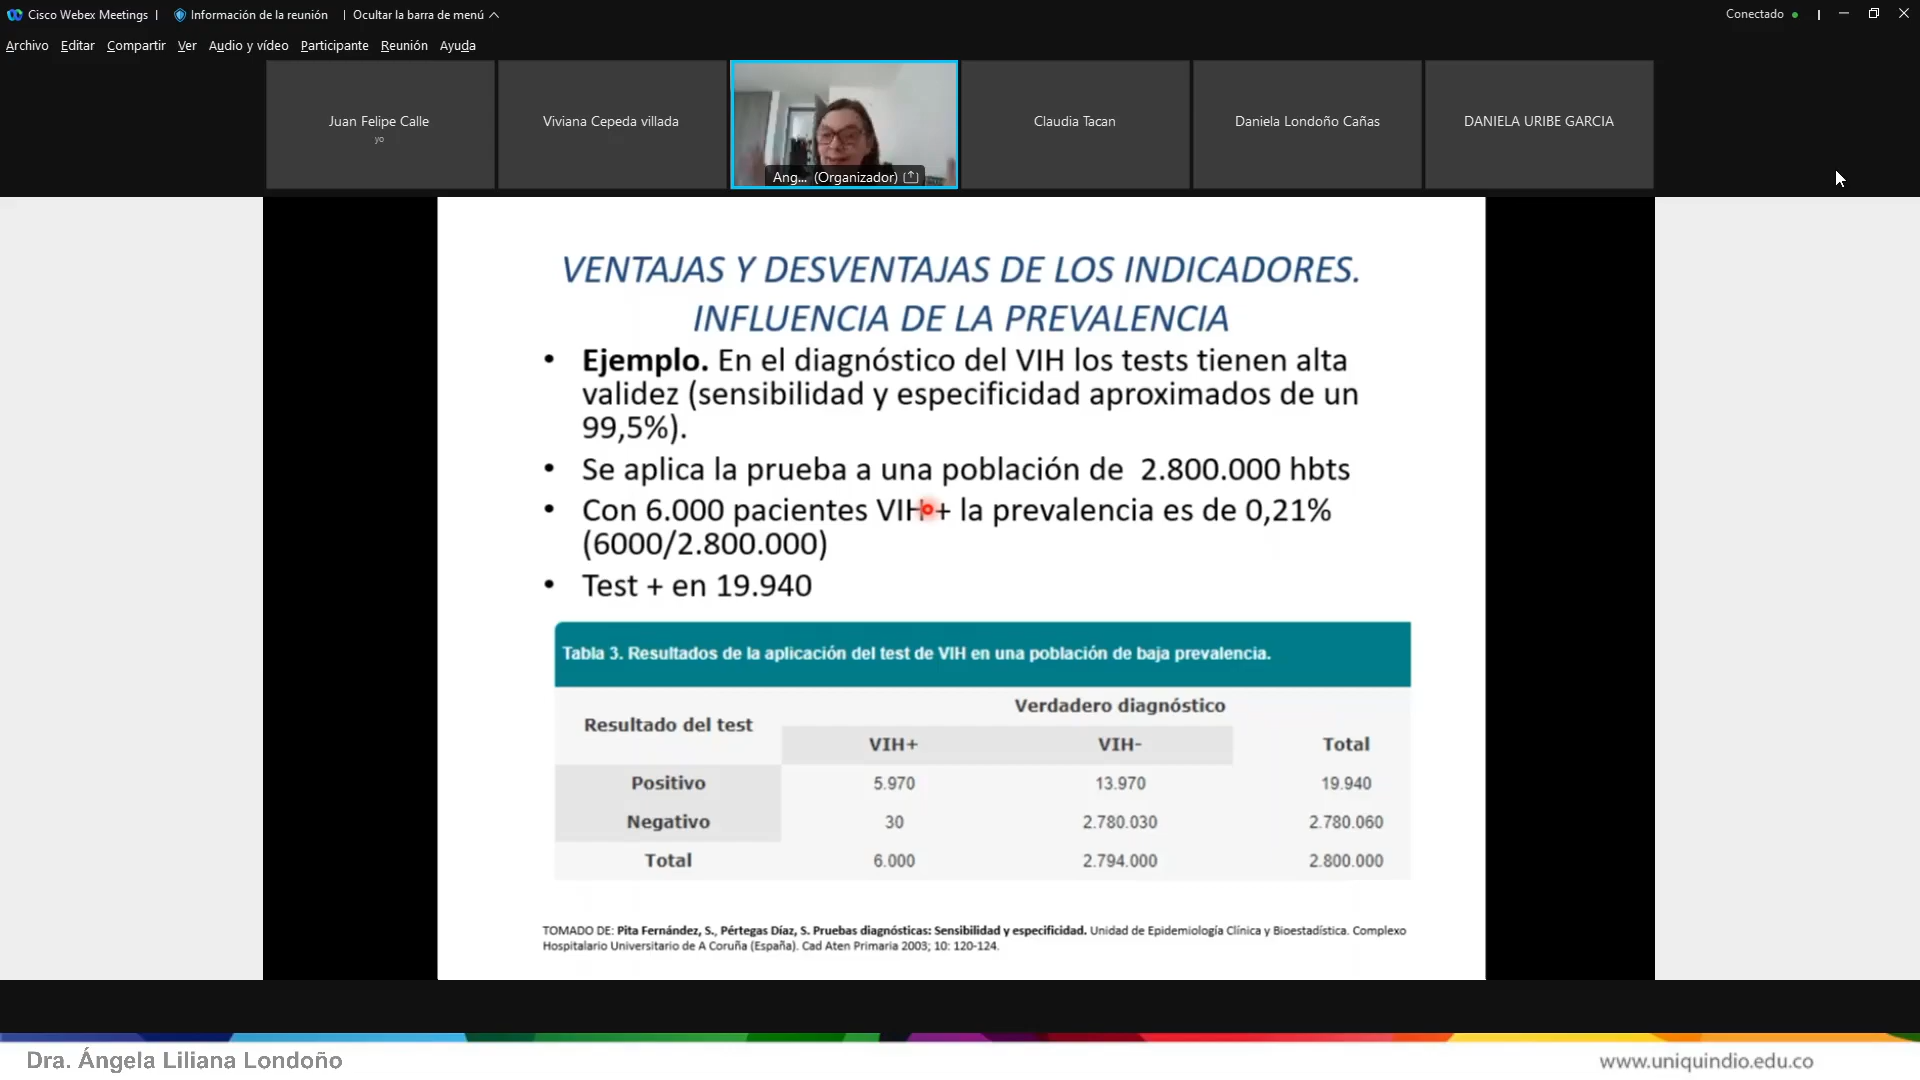 Cisco Webex Meetings | Información de la reunión | Ocultar la barra de menú
Conectado
Archivo Editar Compartir Ver Audio y vídeo Participante Reunión Ayuda
Juan Felipe Calle
yo
Viviana Cepeda villada
Ang... (Organizador)
Claudia Tacan
Daniela Londoño Cañas
DANIELA URIBE GARCIA
VENTAJAS Y DESVENTAJAS DE LOS INDICADORES.
INFLUENCIA DE LA PREVALENCIA
• Ejemplo. En el diagnóstico del VIH los tests tienen alta
validez (sensibilidad y especificidad aproximados de un
99,5%).
• Se aplica la prueba a una población de 2.800.000 hbts
• Con 6.000 pacientes VIH + la prevalencia es de 0,21%
(6000/2.800.000)
• Test + en 19.940
Tabla 3. Resultados de la aplicación del test de VIH en una población de baja prevalencia.
Resultado del test Verdadero diagnóstico
VIH+ VIH- Total
Positivo 5.970 13.970 19.940
Negativo 30 2.780.030 2.780.060
Total 6.000 2.794.000 2.800.000
TOMADO DE: Pita Fernández, S., Pértegas Díaz, S. Pruebas diagnósticas: Sensibilidad y especificidad. Unidad de Epidemiología Clínica y Bioestadística. Complexo
Hospitalario Universitario de A Coruña (España). Cad Aten Primaria 2003; 10: 120-124.
Dra. Ángela Liliana Londoño
www.uniquindio.edu.co